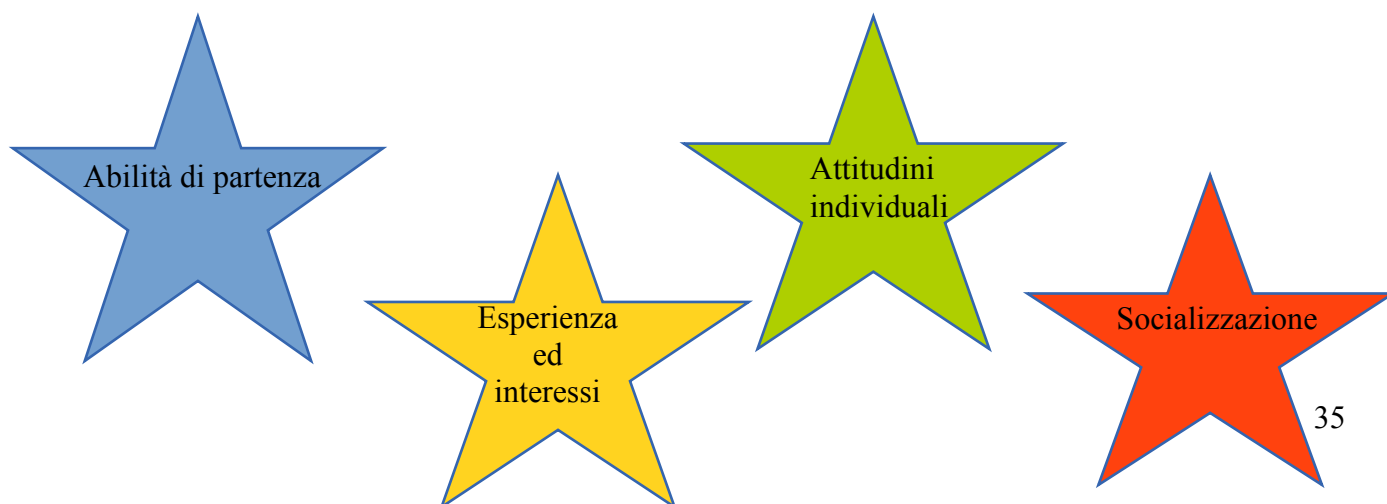 Abilità di partenza
Esperienza
ed
interessi
Attitudini
individuali
Socializzazione
35